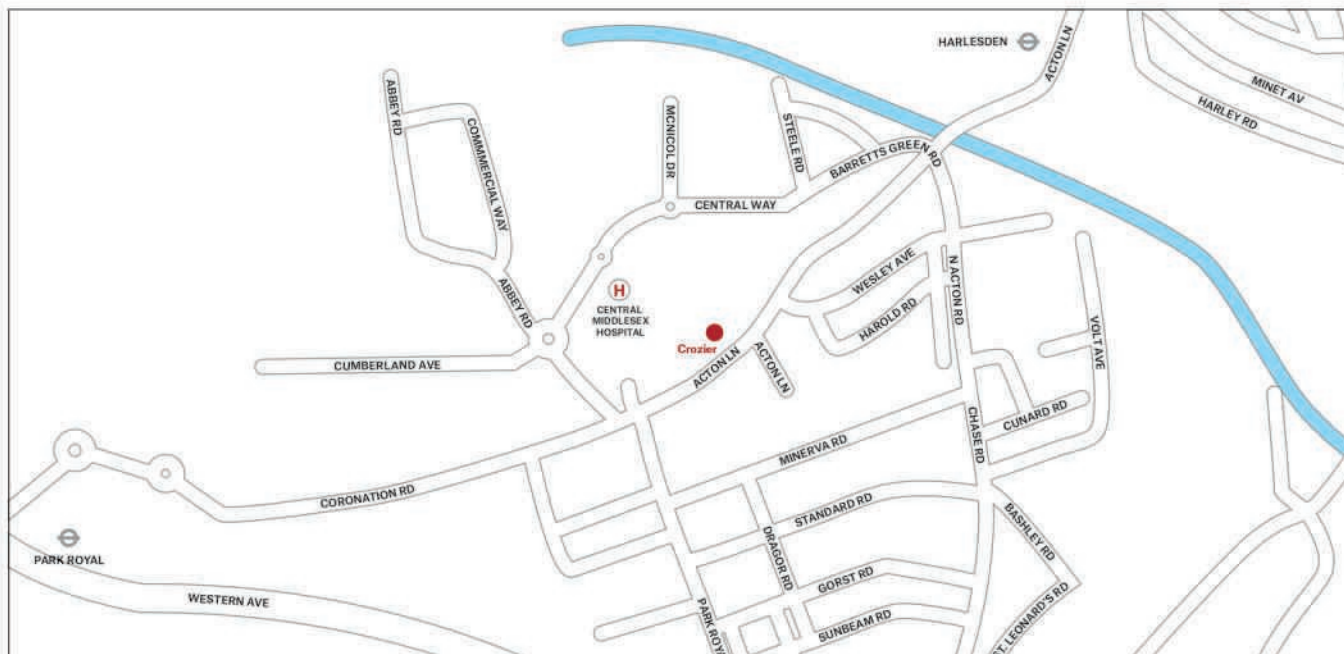 HARLESDEN
ACTON LN
MINET AV
HARLEY RD
ABBEY RD
COMMMERCIAL WAY
MCNICOL DR
STEELE RD
BARRETTS GREEN RD
CENTRAL WAY
ABBEY RD
H
CENTRAL
MIDDLESEX
HOSPITAL
WESLEY AVE
N ACTON RD
HAROLD RD
VOLT AVE
Crozier
ACTON LN
ACTON LN
CUMBERLAND AVE
CUNARD RD
CHASE RD
MINERVA RD
CORONATION RD
STANDARD RD
DRAGOR RD
BASHLEY RD
PARK ROYAL
GORST RD
WESTERN AVE
PARK ROYA
SUNBEAM RD
ST. LEONARD'S RD